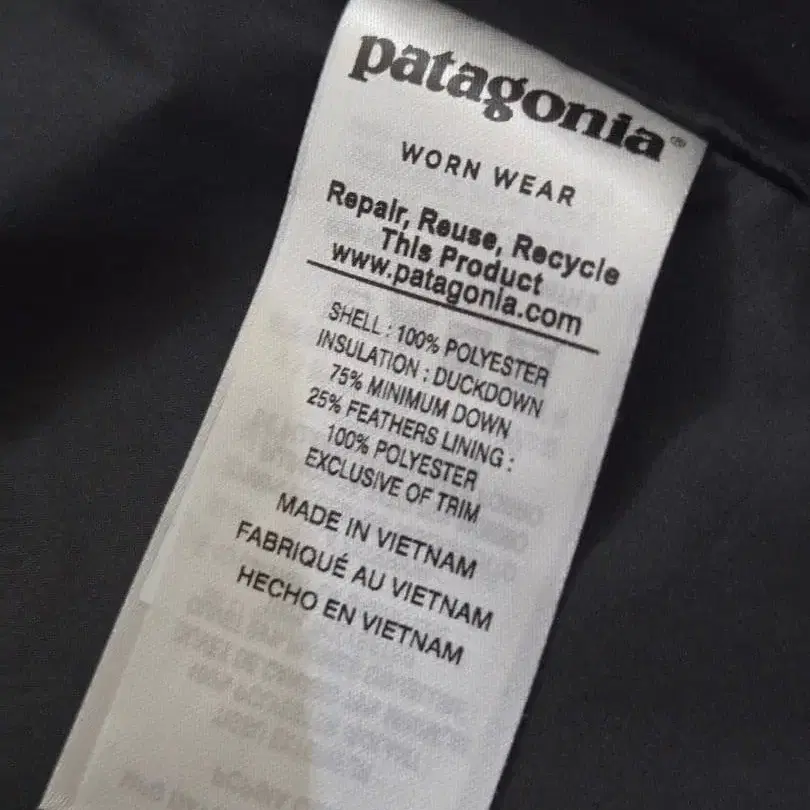 patagonia®
WORN WEAR
Repair, Reuse, Recycle
This Product
www.patagonia.com
SHELL : 100% POLYESTER
INSULATION : DUCKDOWN
75% MINIMUM DOWN
25% FEATHERS LINING :
100% POLYESTER
EXCLUSIVE OF TRIM
MADE IN VIETNAM
FABRIQUÉ AU VIETNAM
HECHO EN VIETNAM